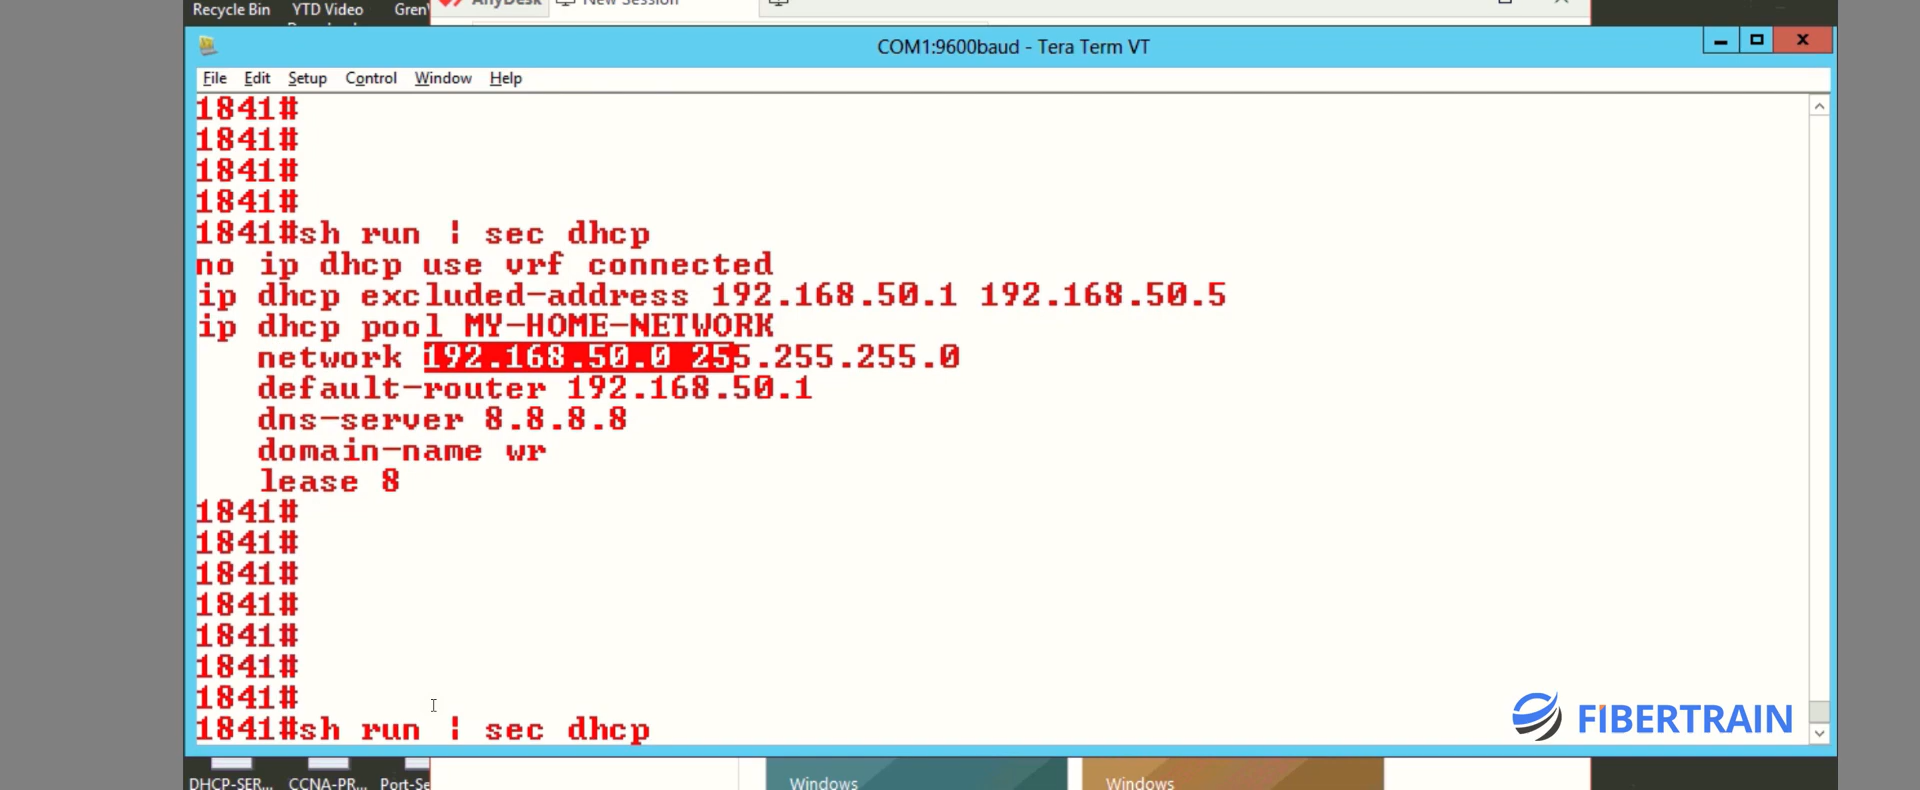 Recycle Bin
YTD Video
Gren
AnyDesk
New Session
COM1:9600baud - Tera Term VT
File Edit Setup Control Window Help
1841#
1841#
1841#
1841#
1841#sh run | sec dhcp
no ip dhcp use vrf connected
ip dhcp excluded-address 192.168.50.1 192.168.50.5
ip dhcp pool MY-HOME-NETWORK
network 192.168.50.0 255.255.255.0
default-router 192.168.50.1
dns-server 8.8.8.8
domain-name wr
lease 8
1841#
1841#
1841#
1841#
1841#
1841#
1841#
1841#sh run | sec dhcp
FIBERTRAIN
DHCP-SER...
CCNA-PR...
Port-Se
Windows
Windows